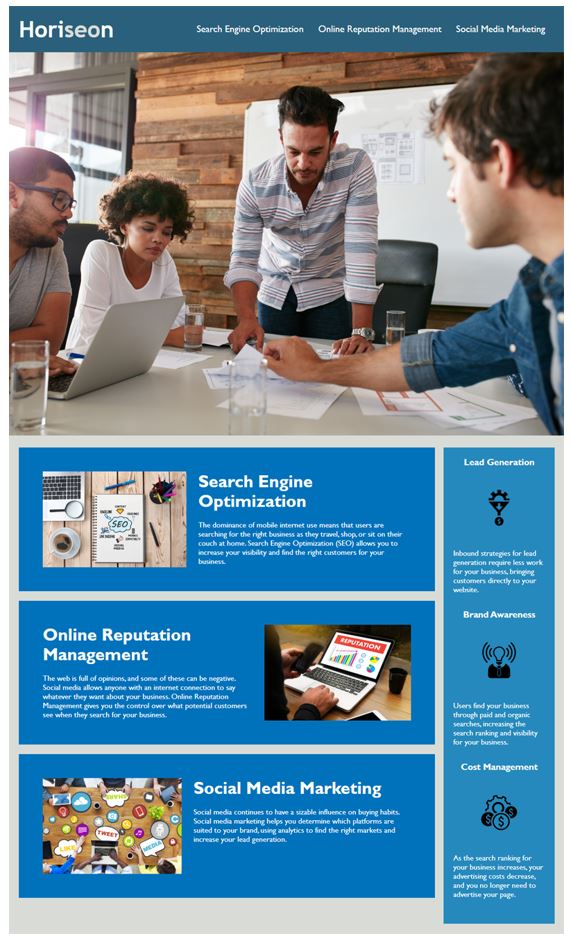 Horiseon
Search Engine Optimization
Online Reputation Management
Social Media Marketing
SEO
Search Engine
Optimization
The dominance of mobile internet use means that users are
searching for the right business as they travel, shop, or sit on their
couch at home. Search Engine Optimization (SEO) allows you to
increase your visibility and find the right customers for your
business.
Online Reputation
Management
The web is full of opinions, and some of these can be negative.
Social media allows anyone with an internet connection to say
whatever they want about your business. Online Reputation
Management gives you the control over what potential customers
see when they search for your business.
REPUTATION
TWEET
LIKE
MEDIA
Social Media Marketing
Social media continues to have a sizable influence on buying habits.
Social media marketing helps you determine which platforms are
suited to your brand, using analytics to find the right markets and
increase your lead generation.
Lead Generation
$
Inbound strategies for lead
generation require less work
for your business, bringing
customers directly to your
website.
Brand Awareness
Users find your business
through paid and organic
searches, increasing the
search ranking and visibility
for your business.
Cost Management
$ $ $
As the search ranking for
your business increases, your
advertising costs decrease,
and you no longer need to
advertise your page.